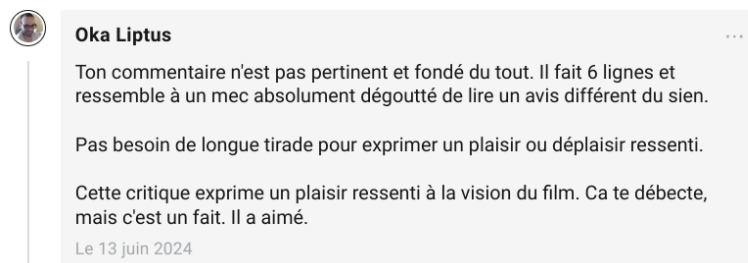 Oka Liptus
Ton commentaire n'est pas pertinent et fondé du tout. Il fait 6 lignes et
ressemble à un mec absolument dégoutté de lire un avis différent du sien.
Pas besoin de longue tirade pour exprimer un plaisir ou déplaisir ressenti.
Cette critique exprime un plaisir ressenti à la vision du film. Ca te débecte,
mais c'est un fait. Il a aimé.
Le 13 juin 2024